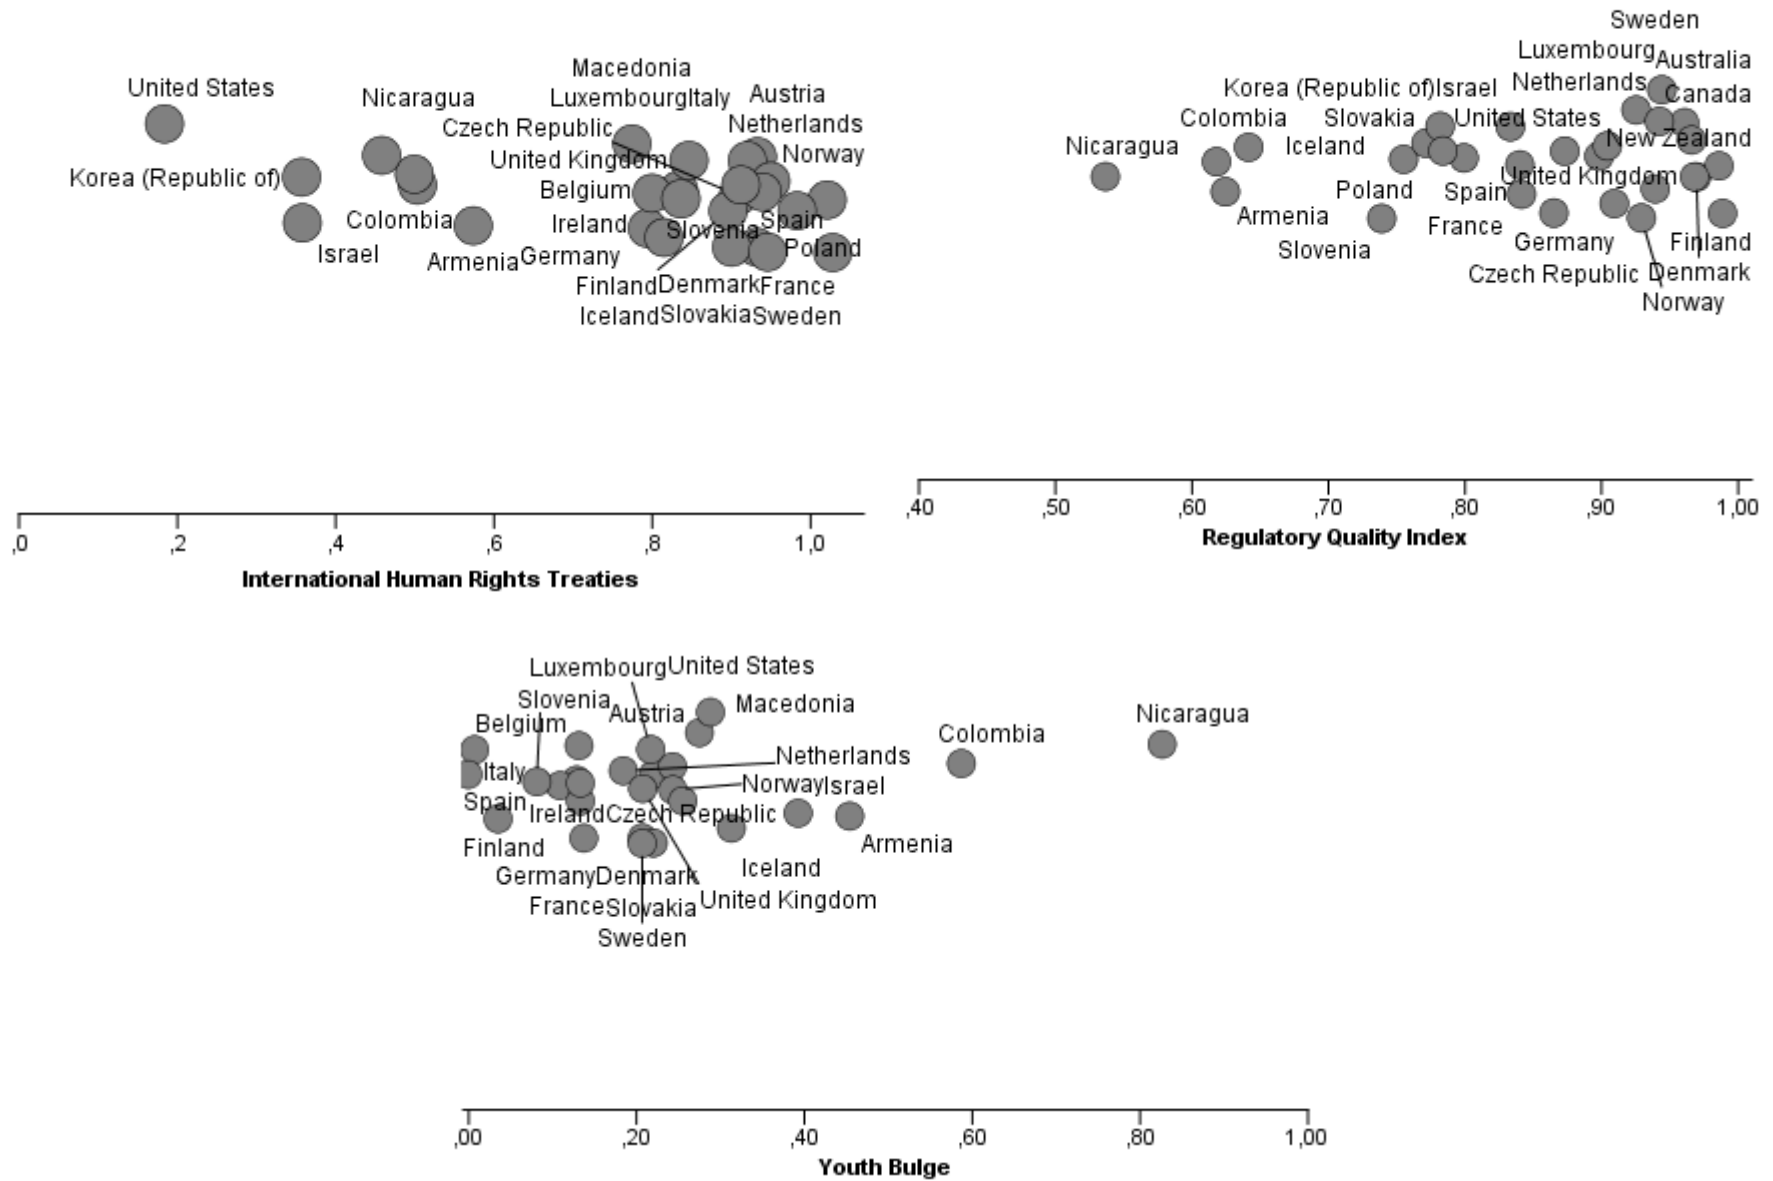 United States
Nicaragua
Korea (Republic of)
Israel
Colombia
Armenia
Macedonia
Luxembourg Italy
Austria
Czech Republic
Netherlands
United Kingdom
Norway
Belgium
Ireland
Slovenia
Spain
Germany
Poland
Finland Denmark France
Iceland Slovakia Sweden
,0 ,2 ,4 ,6 ,8 1,0
International Human Rights Treaties
Sweden
Luxembourg Australia
Korea (Republic of) Israel
Netherlands Canada
Colombia
Slovakia
United States
Nicaragua
Iceland
New Zealand
Poland
Spain
United Kingdom
Armenia
Slovenia
France
Germany
Finland
Czech Republic
Denmark
Norway
,40 ,50 ,60 ,70 ,80 ,90 1,00
Regulatory Quality Index
Luxembourg United States
Slovenia
Macedonia
Belgium
Austria
Nicaragua
Colombia
Netherlands
Italy
Norway Israel
Spain
Ireland Czech Republic
Finland
Armenia
Iceland
Germany Denmark
France Slovakia
United Kingdom
Sweden
,00 ,20 ,40 ,60 ,80 1,00
Youth Bulge